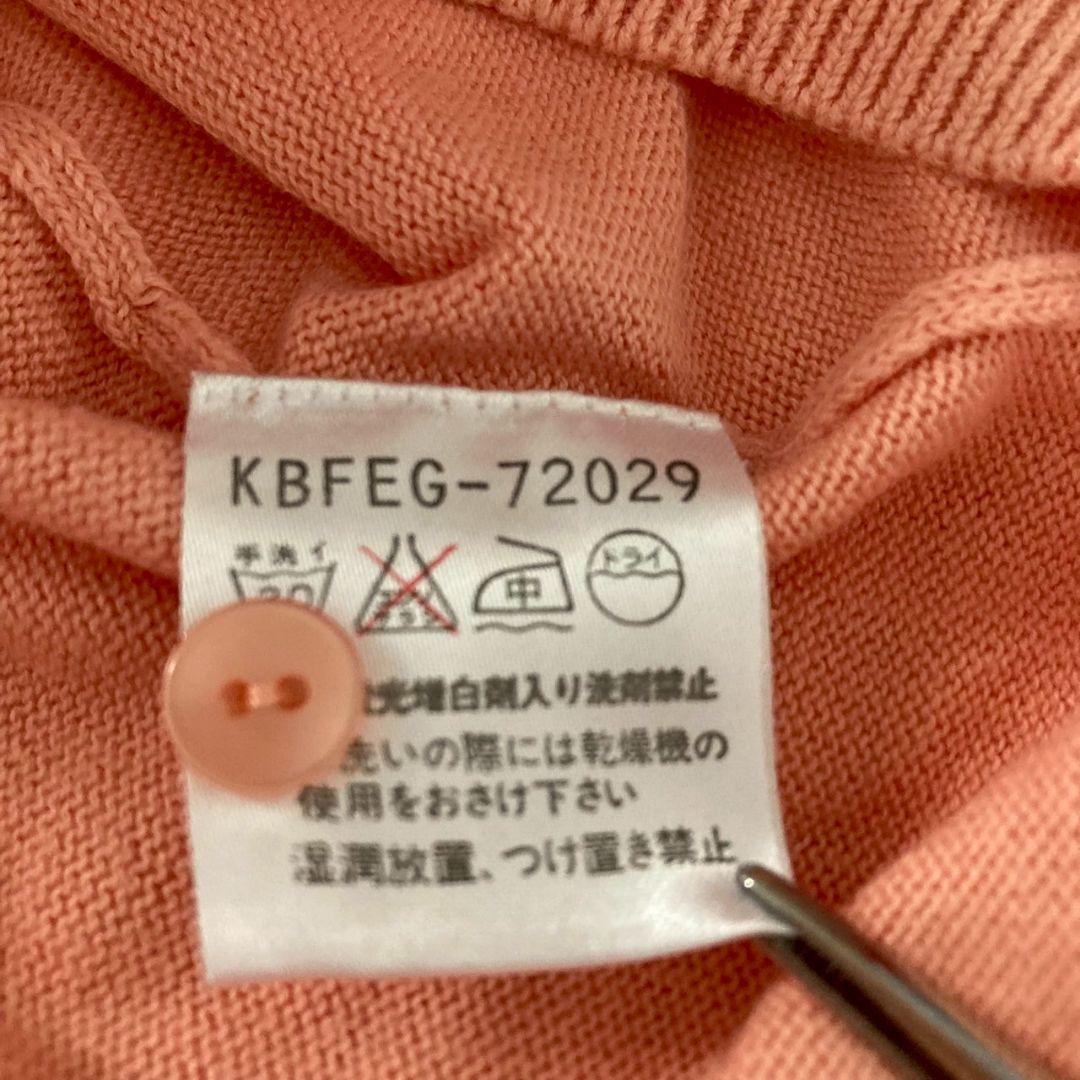 KBFEG-72029
手洗イ
中 ドライ
光増白剤入り洗剤禁止
洗いの際には乾燥機の
使用をおさけ下さい
湿潤放置、つけ置き禁止